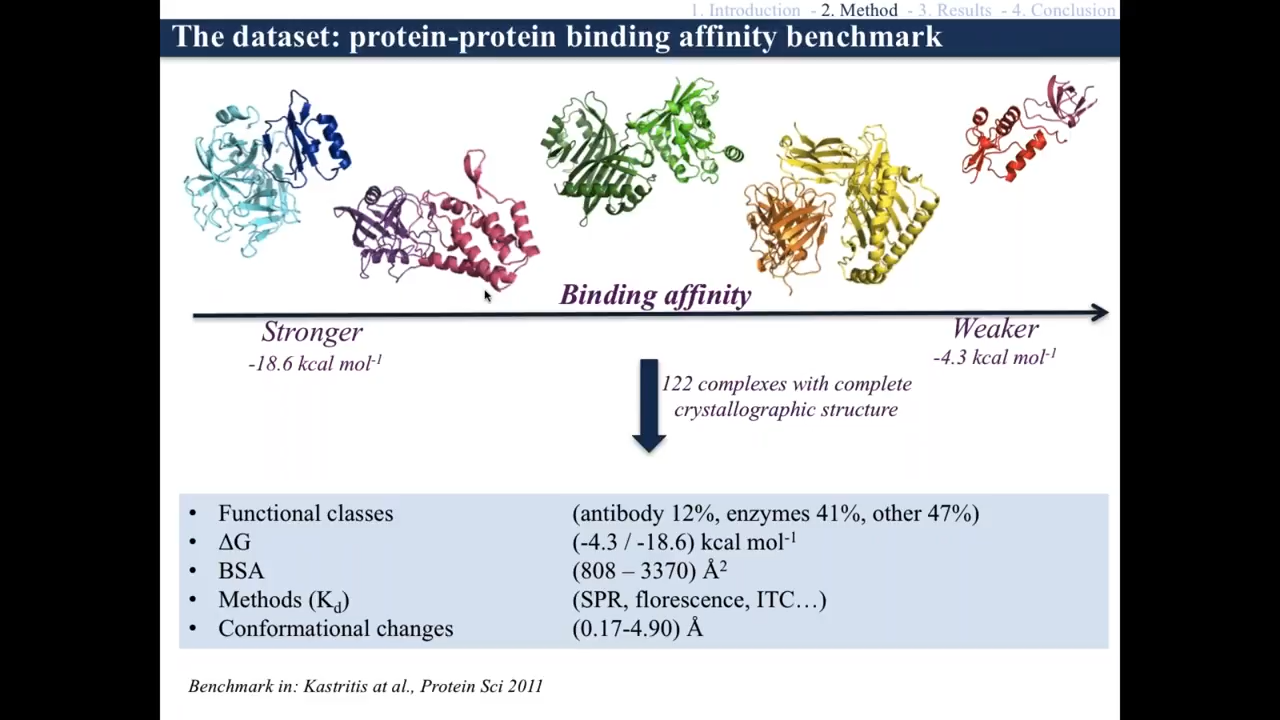 1. Introduction - 2. Method - 3. Results - 4. Conclusion
The dataset: protein-protein binding affinity benchmark
Binding affinity
Stronger
-18.6 kcal mol⁻¹
Weaker
-4.3 kcal mol⁻¹
122 complexes with complete
crystallographic structure
• Functional classes (antibody 12%, enzymes 41%, other 47%)
• ΔG (-4.3 / -18.6) kcal mol⁻¹
• BSA (808 – 3370) Å²
• Methods (Kd) (SPR, florescence, ITC…)
• Conformational changes (0.17-4.90) Å
Benchmark in: Kastritis at al., Protein Sci 2011